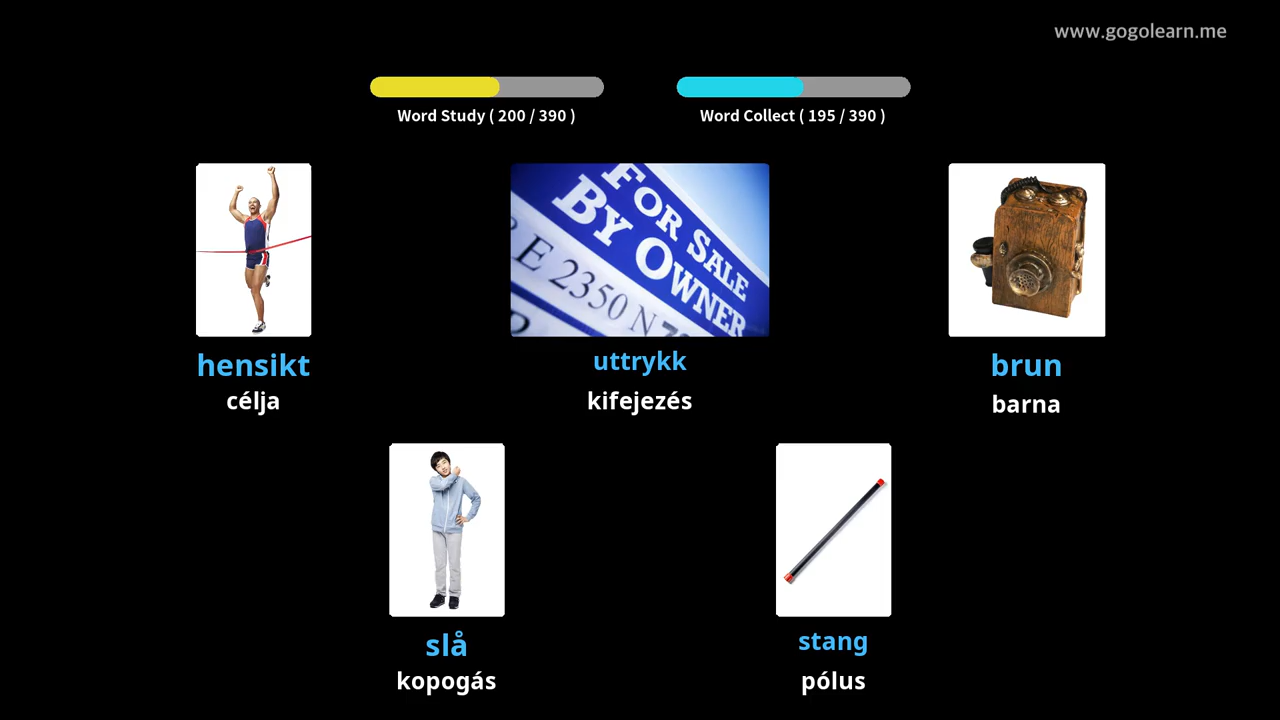 www.gogolearn.me
Word Study ( 200 / 390 )
Word Collect ( 195 / 390 )
FOR SALE
BY OWNER
E 2350 N
hensikt
célja
uttrykk
kifejezés
brun
barna
slå
kopogás
stang
pólus